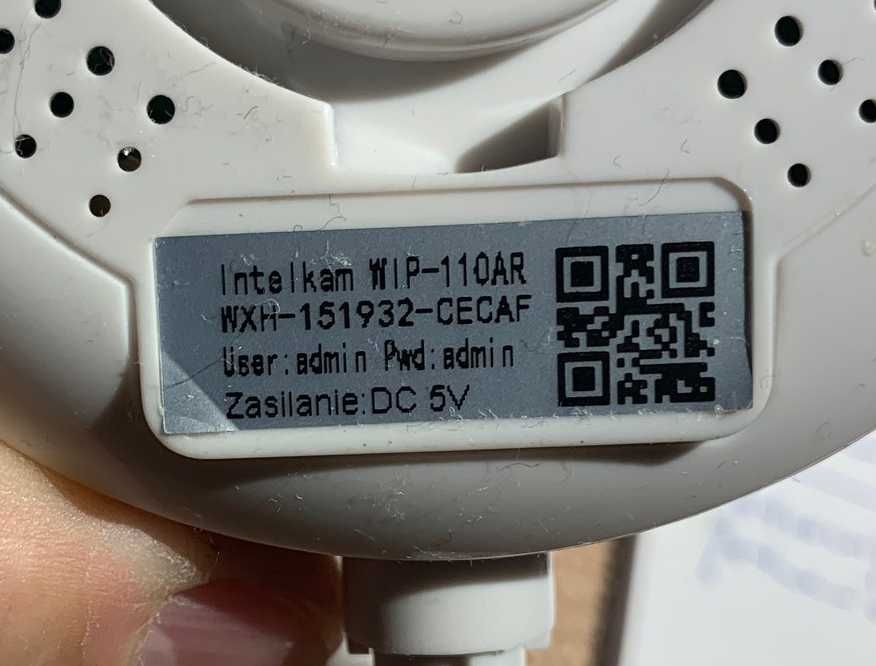 Intelkam WIP-110AR
WXH-151932-CECAF
User:admin Pwd:admin
Zasilanie:DC 5V